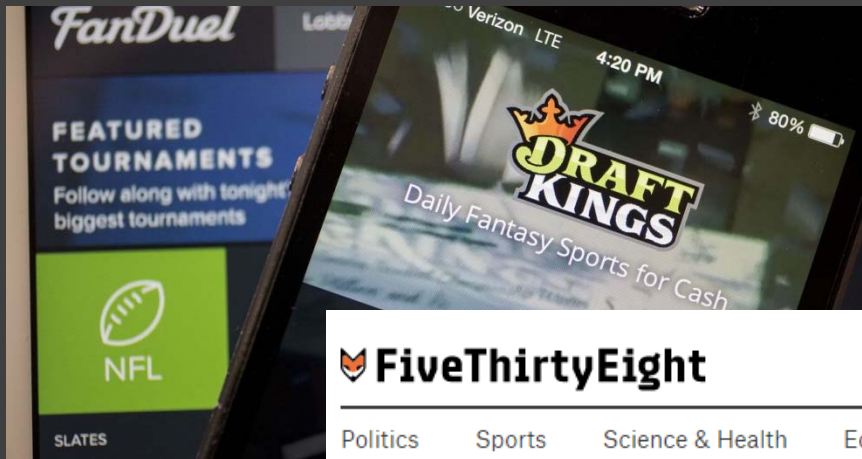 FanDuel
FEATURED
TOURNAMENTS
Follow along with tonight
biggest tournaments
NFL
SLATES
Verizon LTE
4:20 PM
80%
DRAFT
KINGS
Daily Fantasy Sports for Cash
FiveThirtyEight
Politics Sports Science & Health